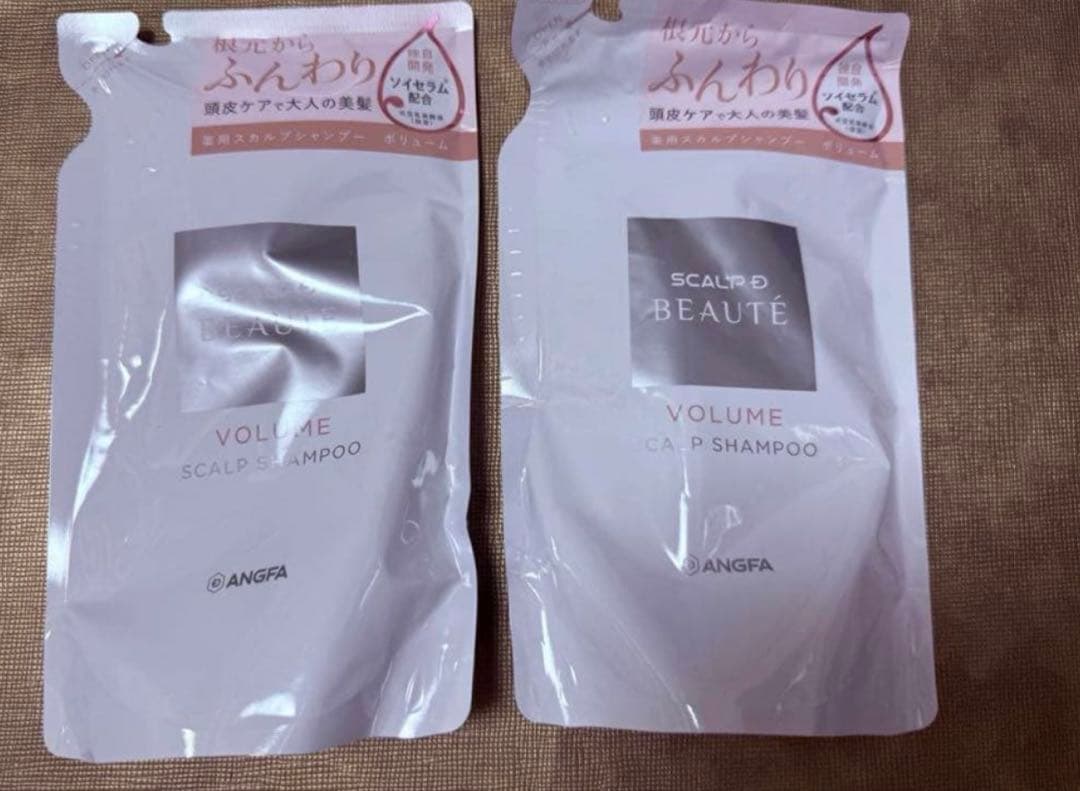 根元から
ふんわり
頭皮ケアで大人の美髪
独自
開発
ソイセラム
配合
薬用スカルプシャンプー ボリューム
BEAUTÉ
VOLUME
SCALP SHAMPOO
ANGFA
根元から
ふんわり
頭皮ケアで大人の美髪
独自
開発
ソイセラム
配合
薬用スカルプシャンプー ボリューム
SCALP D
BEAUTÉ
VOLUME
SCALP SHAMPOO
ANGFA